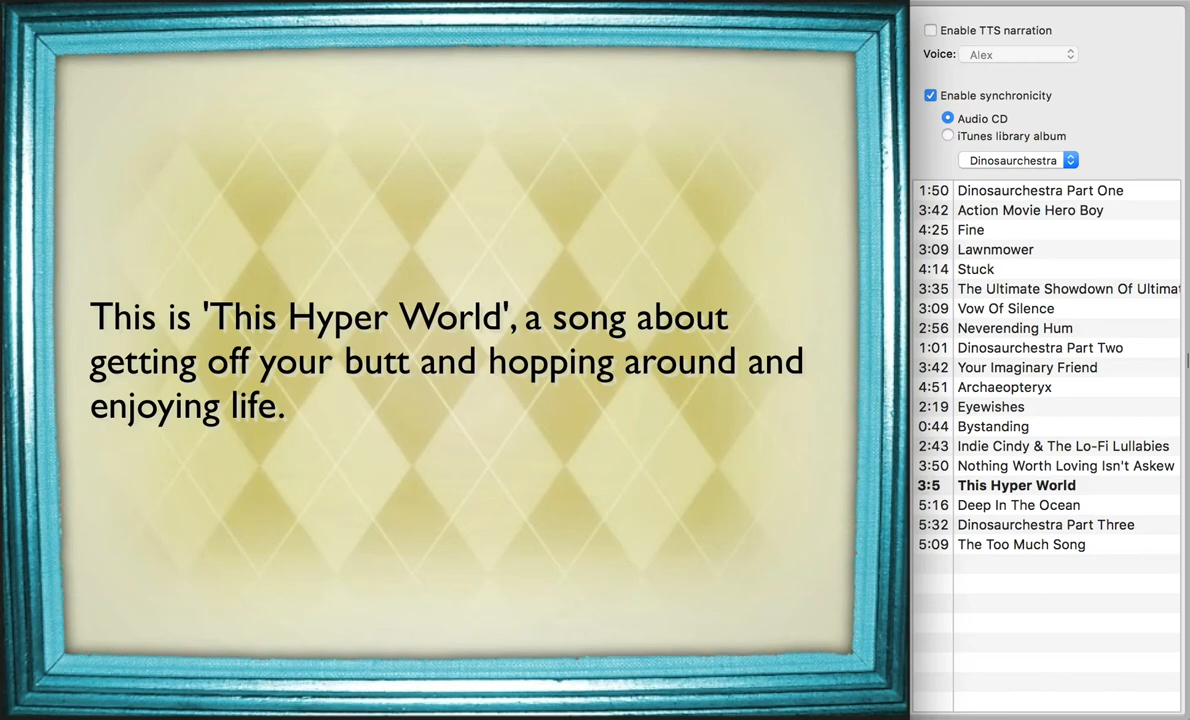 This is 'This Hyper World', a song about
getting off your butt and hopping around and
enjoying life.
Enable TTS narration
Voice: Alex
Enable synchronicity
Audio CD
iTunes library album
Dinosaurchestra
1:50 Dinosaurchestra Part One
3:42 Action Movie Hero Boy
4:25 Fine
3:09 Lawnmower
4:14 Stuck
3:35 The Ultimate Showdown Of Ultimat
3:09 Vow Of Silence
2:56 Neverending Hum
1:01 Dinosaurchestra Part Two
3:42 Your Imaginary Friend
4:51 Archaeopteryx
2:19 Eyewishes
0:44 Bystanding
2:43 Indie Cindy & The Lo-Fi Lullabies
3:50 Nothing Worth Loving Isn't Askew
3:5 This Hyper World
5:16 Deep In The Ocean
5:32 Dinosaurchestra Part Three
5:09 The Too Much Song